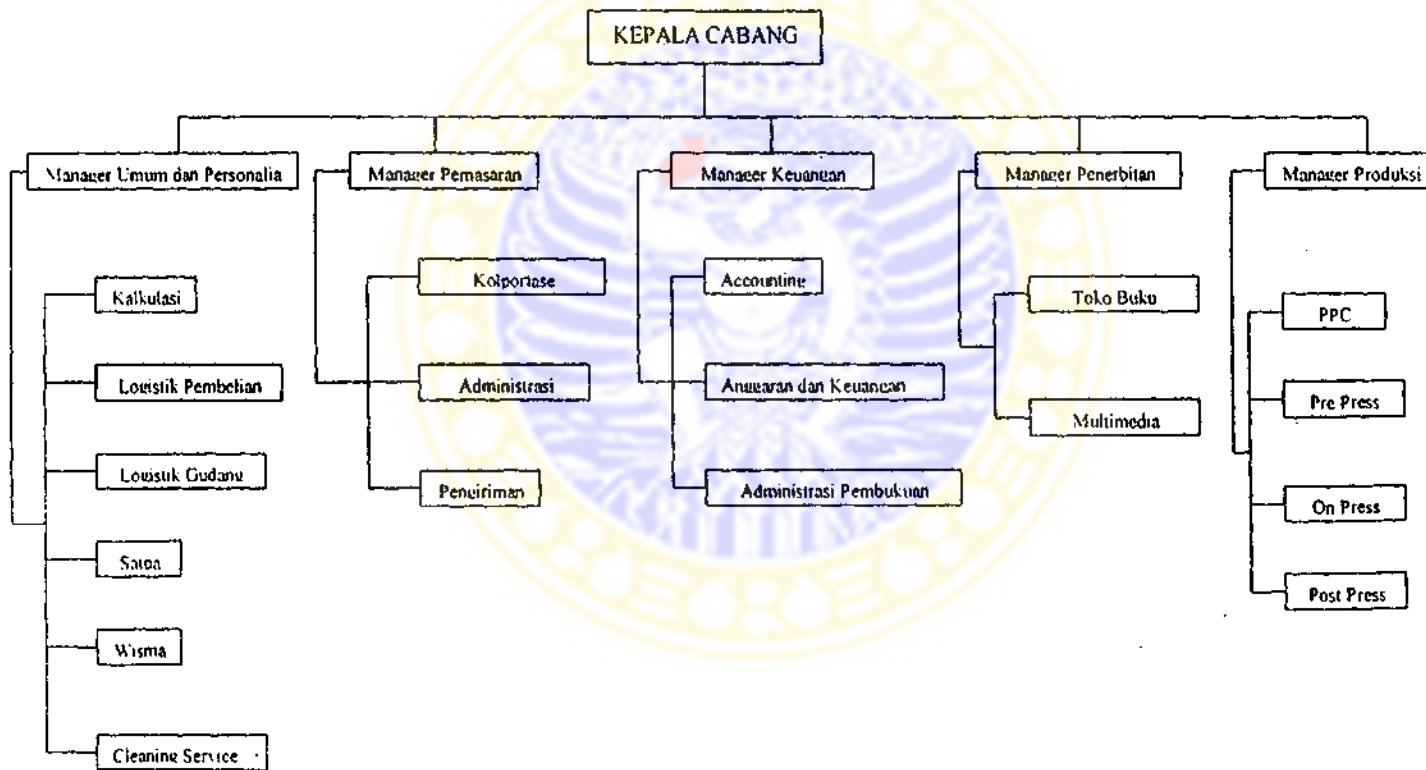 KEPALA CABANG
Manager Umum dan Personalia
Manager Pemasaran
Manager Keuangan
Manager Penerbitan
Manager Produksi
Kalkulasi
Logistik Pembelian
Logistik Gudang
Wisma
Cleaning Service
Kolportase
Administrasi
Pengiriman
Accounting
Anggaran dan Keuangan
Administrasi Pembukuan
Toko Buku
Multimedia
PPC
Pre Press
On Press
Post Press